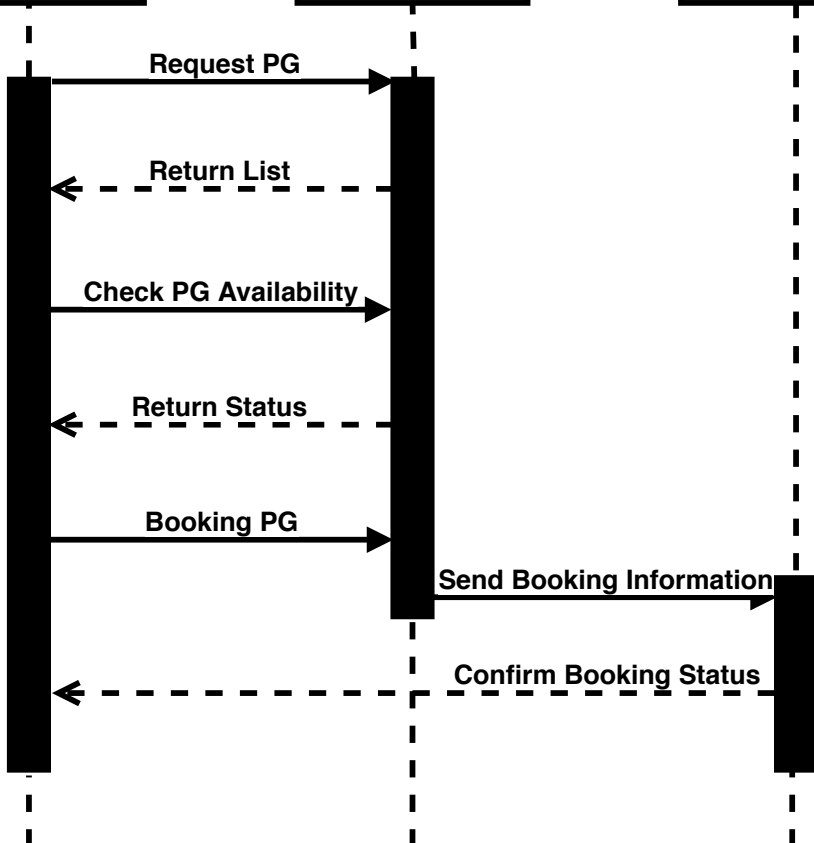 Request PG
Return List
Check PG Availability
Return Status
Booking PG
Send Booking Information
Confirm Booking Status